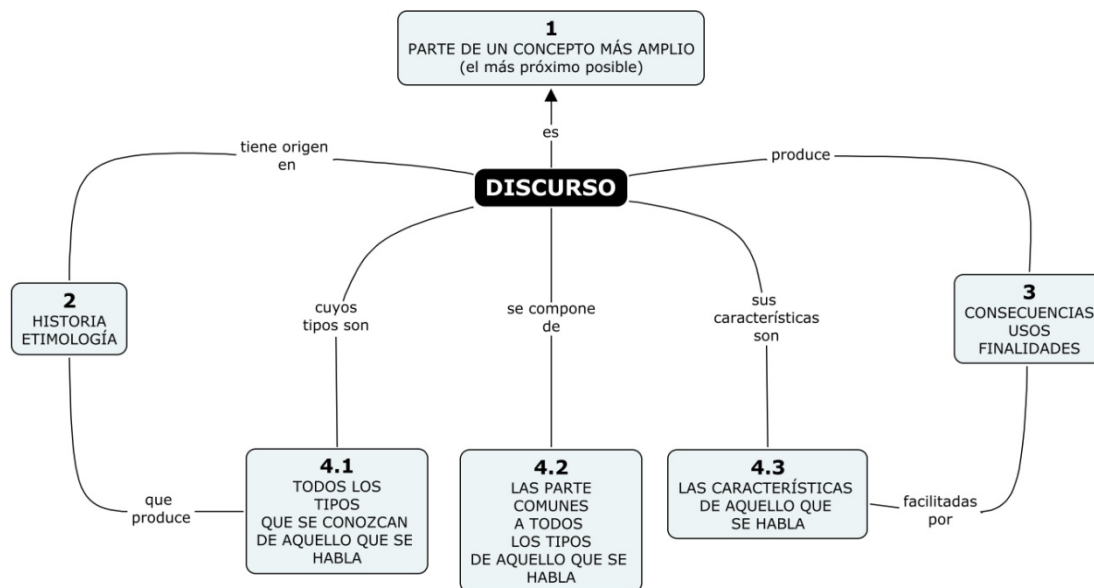 1
PARTE DE UN CONCEPTO MÁS AMPLIO
(el más próximo posible)
es
tiene origen
en
produce
DISCURSO
2
HISTORIA
ETIMOLOGÍA
cuyos
tipos son
se compone
de
sus
características
son
3
CONSECUENCIAS
USOS
FINALIDADES
4.1
TODOS LOS
TIPOS
QUE SE CONOZCAN
DE AQUELLO QUE SE
HABLA
4.2
LAS PARTE
COMUNES
A TODOS
LOS TIPOS
DE AQUELLO QUE SE
HABLA
4.3
LAS CARACTERÍSTICAS
DE AQUELLO QUE
SE HABLA
que
produce
facilitadas
por